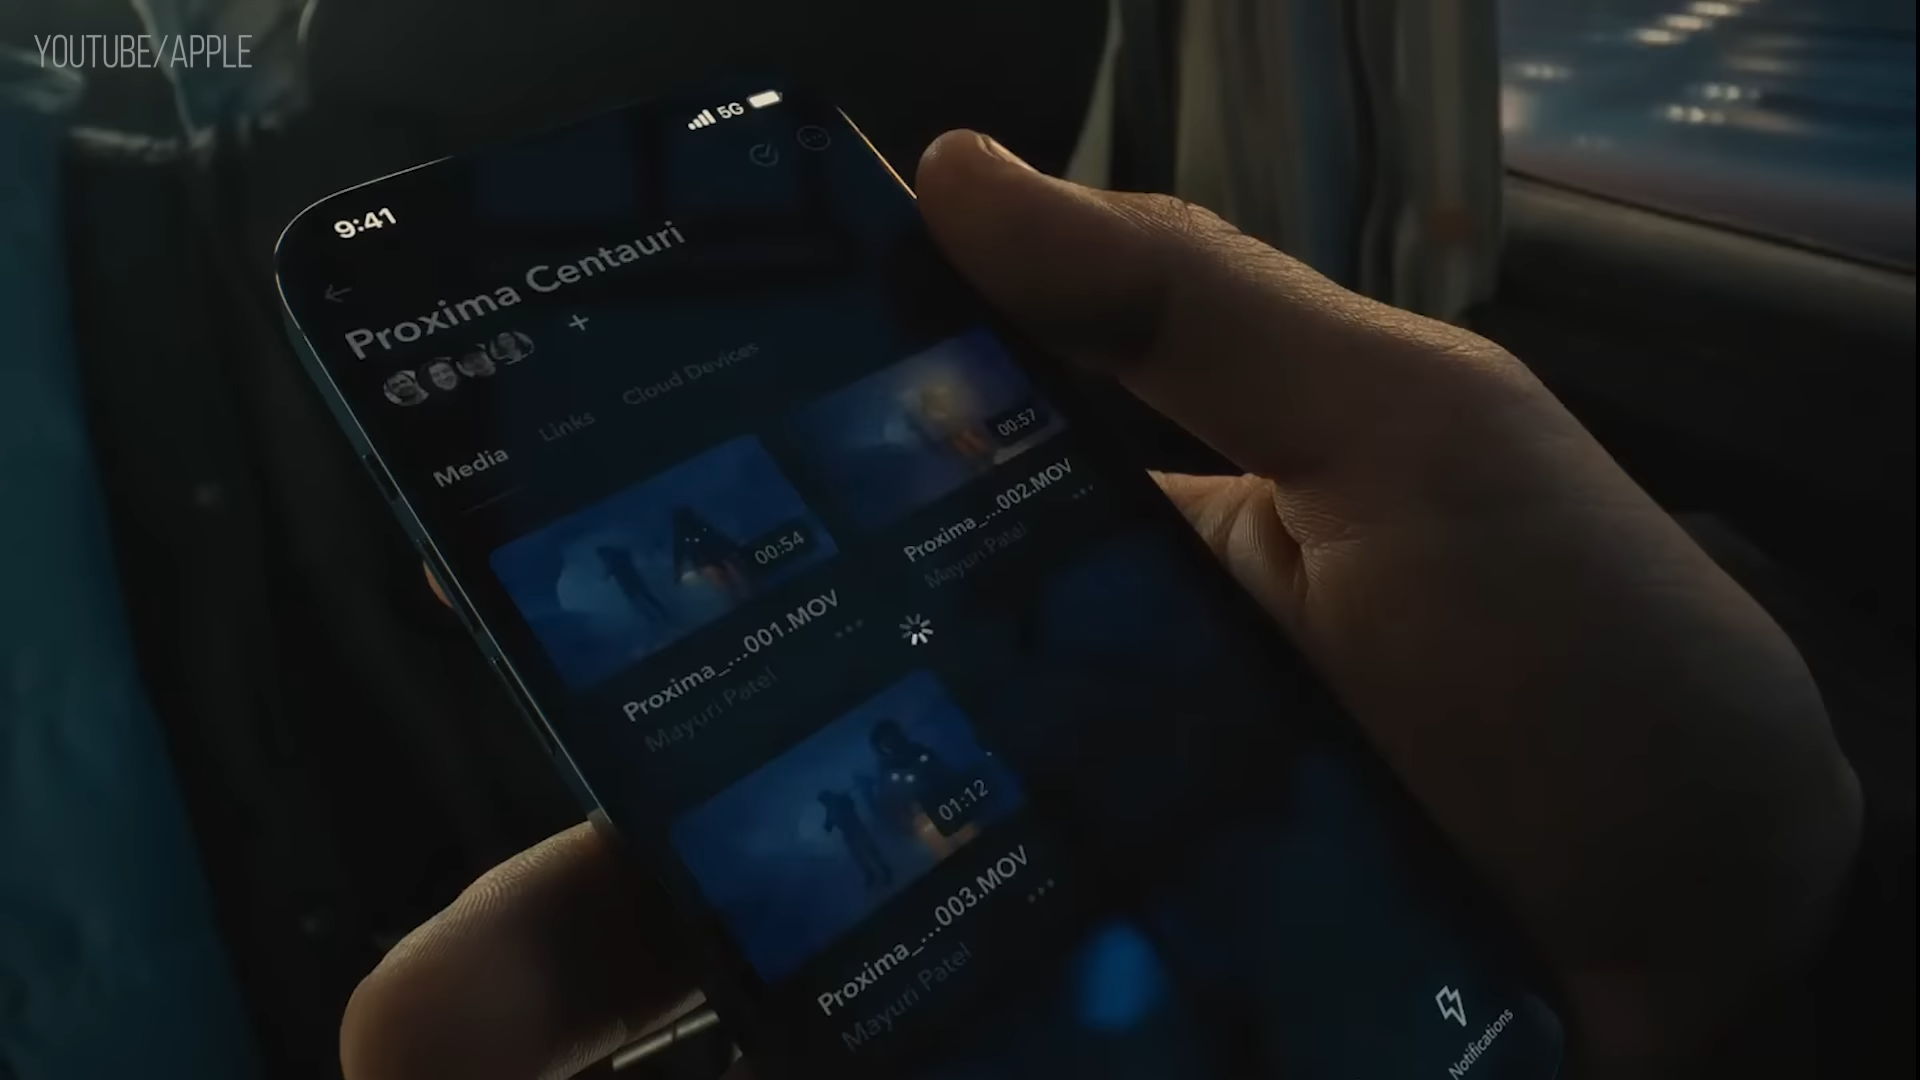 YOUTUBE/APPLE
9:41
5G
Proxima Centauri
Media
Links
Cloud Devices
00:54
00:57
Proxima_...001.MOV
Mayuri Patel
Proxima_...002.MOV
Mayuri Patel
01:12
Proxima_...003.MOV
Mayuri Patel
Notifications